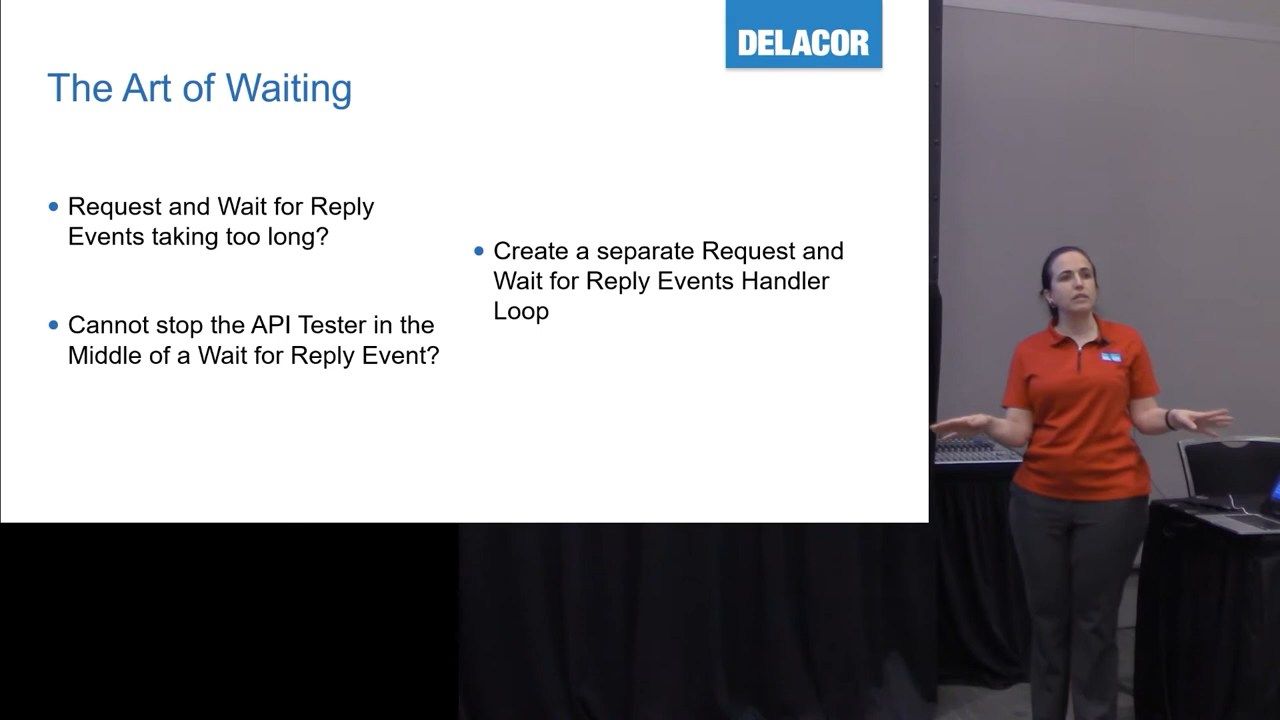 DELACOR
The Art of Waiting
Request and Wait for Reply
Events taking too long?
Cannot stop the API Tester in the
Middle of a Wait for Reply Event?
Create a separate Request and
Wait for Reply Events Handler
Loop